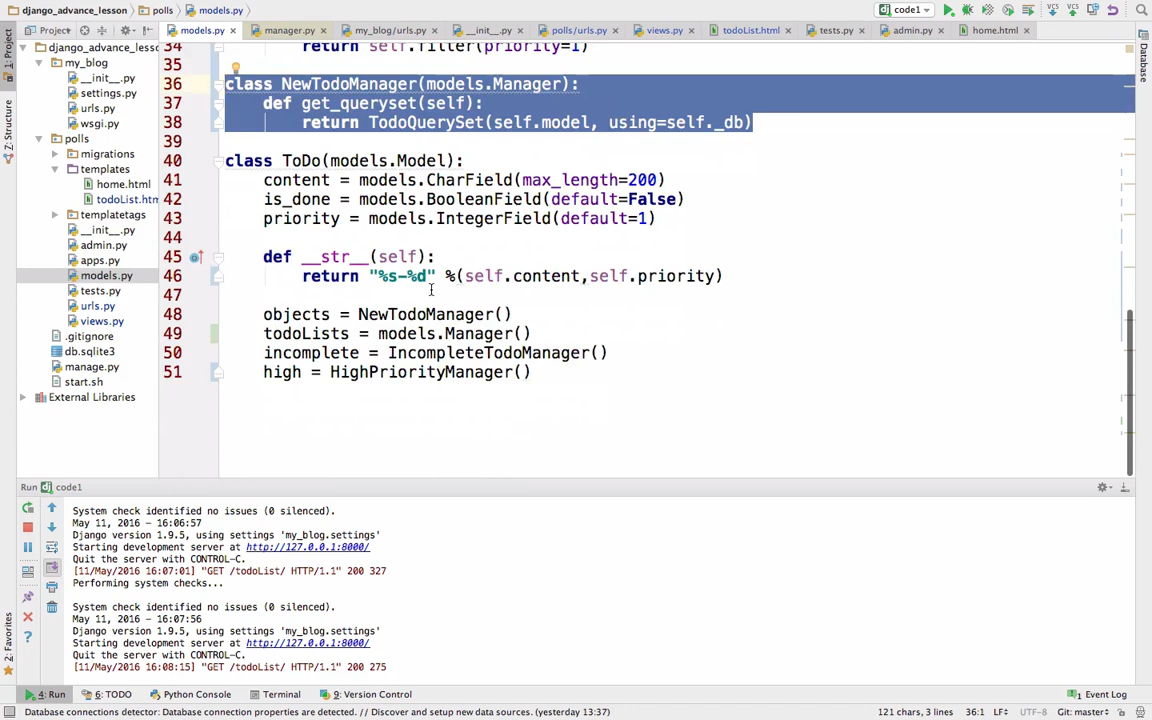 django_advance_lesson polls models.py code1
Project models.py manager.py my_blog/urls.py __init__.py polls/urls.py views.py todoList.html tests.py admin.py home.html
1: Project
7: Structure
2: Favorites
Database
django_advance_lesso
my_blog
__init__.py
settings.py
urls.py
wsgi.py
polls
migrations
templates
home.html
todoList.htm
templatetags
__init__.py
admin.py
apps.py
models.py
tests.py
urls.py
views.py
.gitignore
db.sqlite3
manage.py
start.sh
External Libraries
34 return self.filter(priority=1)
35
36 class NewTodoManager(models.Manager):
37 def get_queryset(self):
38 return TodoQuerySet(self.model, using=self._db)
39
40 class ToDo(models.Model):
41 content = models.CharField(max_length=200)
42 is_done = models.BooleanField(default=False)
43 priority = models.IntegerField(default=1)
44
45 def __str__(self):
46 return "%s-%d" %(self.content,self.priority)
47
48 objects = NewTodoManager()
49 todoLists = models.Manager()
50 incomplete = IncompleteTodoManager()
51 high = HighPriorityManager()
Run code1
System check identified no issues (0 silenced).
May 11, 2016 - 16:06:57
Django version 1.9.5, using settings 'my_blog.settings'
Starting development server at http://127.0.0.1:8000/
Quit the server with CONTROL-C.
[11/May/2016 16:07:01] "GET /todoList/ HTTP/1.1" 200 327
Performing system checks...
System check identified no issues (0 silenced).
May 11, 2016 - 16:07:56
Django version 1.9.5, using settings 'my_blog.settings'
Starting development server at http://127.0.0.1:8000/
Quit the server with CONTROL-C.
[11/May/2016 16:08:15] "GET /todoList/ HTTP/1.1" 200 275
4: Run 6: TODO Python Console Terminal 9: Version Control 1 Event Log
Database connections detector: Database connection properties are detected. // Discover and setup new data sources. (yesterday 13:37) 121 chars, 3 lines 36:1 LF÷ UTF-8 Git: master÷